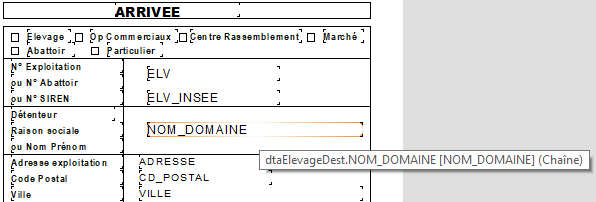 ARRIVEE
Elevage Op Commerciaux Centre Rassemblement Marché
Abattoir Particulier
N° Exploitation
ELV
ou N° Abattoir
ou N° SIREN ELV_INSEE
Détenteur
Raison sociale NOM_DOMAINE
ou Nom Prénom
dtaElevageDest.NOM_DOMAINE [NOM_DOMAINE] (Chaîne)
Adresse exploitation ADRESSE
Code Postal CD_POSTAL
Ville VILLE